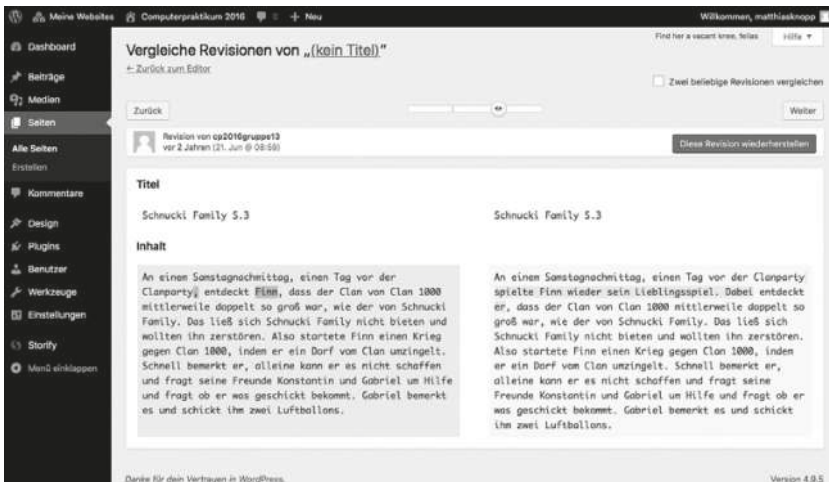 Meine Websites Computerpraktikum 2016 + Neu Willkommen, matthiasknopp
Dashboard
Beiträge
Medien
Seiten
Alle Seiten
Erstellen
Kommentare
Design
Plugins
Benutzer
Werkzeuge
Einstellungen
Storify
Menü einklappen
Find her a vacant knee, fellas Hilfe ▼
Vergleiche Revisionen von „(kein Titel)“
← Zurück zum Editor
Zwei beliebige Revisionen vergleichen
Zurück Weiter
Revision von cp2016gruppe13
vor 2 Jahren (21. Jun @ 08:59)
Diese Revision wiederherstellen
Titel
Schnucki Family S.3 Schnucki Family S.3
Inhalt
An einem Samstagnachmittag, einen Tag vor der
Clanparty, entdeckt Finn, dass der Clan von Clan 1000
mittlerweile doppelt so groß war, wie der von Schnucki
Family. Das ließ sich Schnucki Family nicht bieten und
wollten ihn zerstören. Also startete Finn einen Krieg
gegen Clan 1000, indem er ein Dorf vom Clan umzingelt.
Schnell bemerkt er, alleine kann er es nicht schaffen
und fragt seine Freunde Konstantin und Gabriel um Hilfe
und fragt ob er was geschickt bekommt. Gabriel bemerkt
es und schickt ihm zwei Luftballons.
An einem Samstagnachmittag, einen Tag vor der Clanparty
spielte Finn wieder sein Lieblingsspiel. Dabei entdeckt
er, dass der Clan von Clan 1000 mittlerweile doppelt so
groß war, wie der von Schnucki Family. Das ließ sich
Schnucki Family nicht bieten und wollten ihn zerstören.
Also startete Finn einen Krieg gegen Clan 1000, indem
er ein Dorf vom Clan umzingelt. Schnell bemerkt er,
alleine kann er es nicht schaffen und fragt seine
Freunde Konstantin und Gabriel um Hilfe und fragt ob er
was geschickt bekommt. Gabriel bemerkt es und schickt
ihm zwei Luftballons.
Danke für dein Vertrauen in WordPress. Version 4.9.5